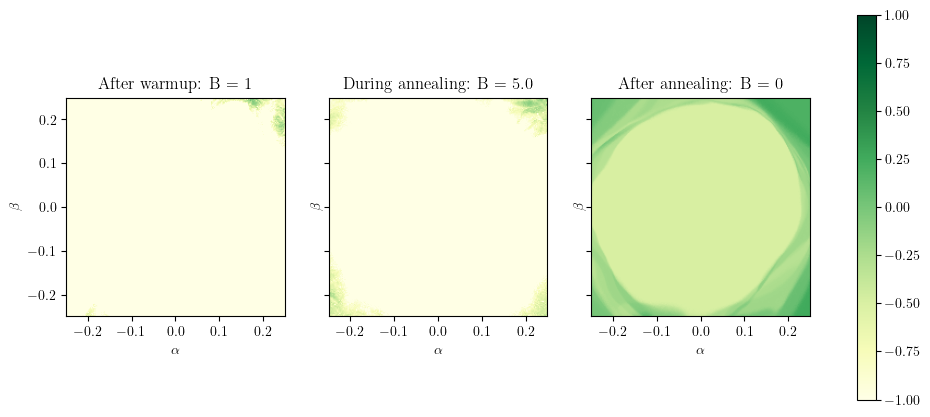 After warmup: B = 1
During annealing: B = 5.0
After annealing: B = 0
β
0.2
0.1
0.0
−0.1
−0.2
−0.2 −0.1 0.0 0.1 0.2
α
β
−0.2 −0.1 0.0 0.1 0.2
α
β
−0.2 −0.1 0.0 0.1 0.2
α
1.00
0.75
0.50
0.25
0.00
−0.25
−0.50
−0.75
−1.00